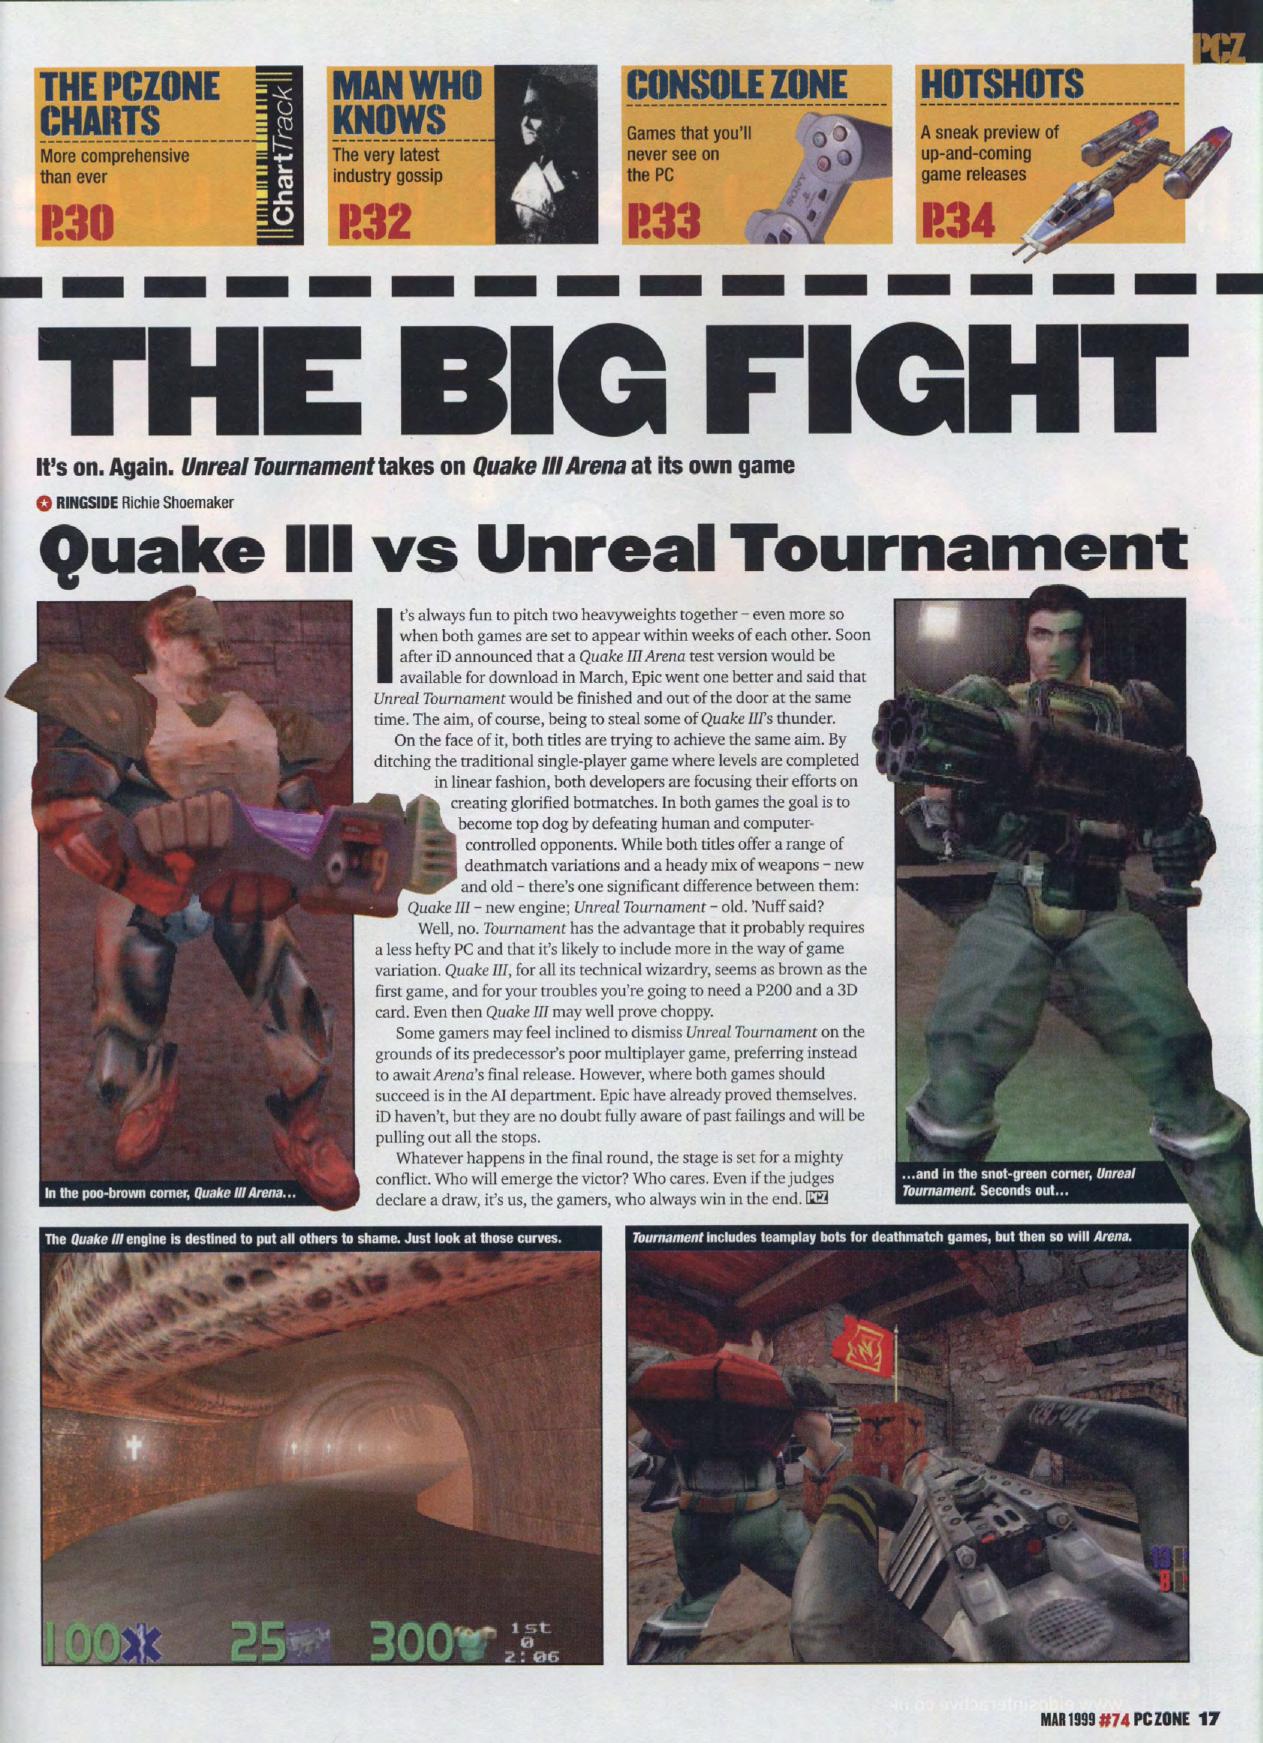 PCZ
THE PCZONE
CHARTS
More comprehensive
than ever
P.30
ChartTrack
MAN WHO
KNOWS
The very latest
industry gossip
P.32
CONSOLE ZONE
Games that you'll
never see on
the PC
P.33
SONY
HOTSHOTS
A sneak preview of
up-and-coming
game releases
P.34
THE BIG FIGHT
It's on. Again. Unreal Tournament takes on Quake III Arena at its own game
RINGSIDE Richie Shoemaker
Quake III vs Unreal Tournament
It's always fun to pitch two heavyweights together – even more so
when both games are set to appear within weeks of each other. Soon
after iD announced that a Quake III Arena test version would be
available for download in March, Epic went one better and said that
Unreal Tournament would be finished and out of the door at the same
time. The aim, of course, being to steal some of Quake III's thunder.
On the face of it, both titles are trying to achieve the same aim. By
ditching the traditional single-player game where levels are completed
in linear fashion, both developers are focusing their efforts on
creating glorified botmatches. In both games the goal is to
become top dog by defeating human and computer-
controlled opponents. While both titles offer a range of
deathmatch variations and a heady mix of weapons – new
and old – there's one significant difference between them:
Quake III – new engine; Unreal Tournament – old. 'Nuff said?
Well, no. Tournament has the advantage that it probably requires
a less hefty PC and that it's likely to include more in the way of game
variation. Quake III, for all its technical wizardry, seems as brown as the
first game, and for your troubles you're going to need a P200 and a 3D
card. Even then Quake III may well prove choppy.
Some gamers may feel inclined to dismiss Unreal Tournament on the
grounds of its predecessor's poor multiplayer game, preferring instead
to await Arena's final release. However, where both games should
succeed is in the AI department. Epic have already proved themselves.
iD haven't, but they are no doubt fully aware of past failings and will be
pulling out all the stops.
Whatever happens in the final round, the stage is set for a mighty
conflict. Who will emerge the victor? Who cares. Even if the judges
declare a draw, it's us, the gamers, who always win in the end. PCZ
In the poo-brown corner, Quake III Arena...
...and in the snot-green corner, Unreal
Tournament. Seconds out...
The Quake III engine is destined to put all others to shame. Just look at those curves.
100 25 300 1st
0
2:06
Tournament includes teamplay bots for deathmatch games, but then so will Arena.
13
8
MAR 1999 #74 PC ZONE 17